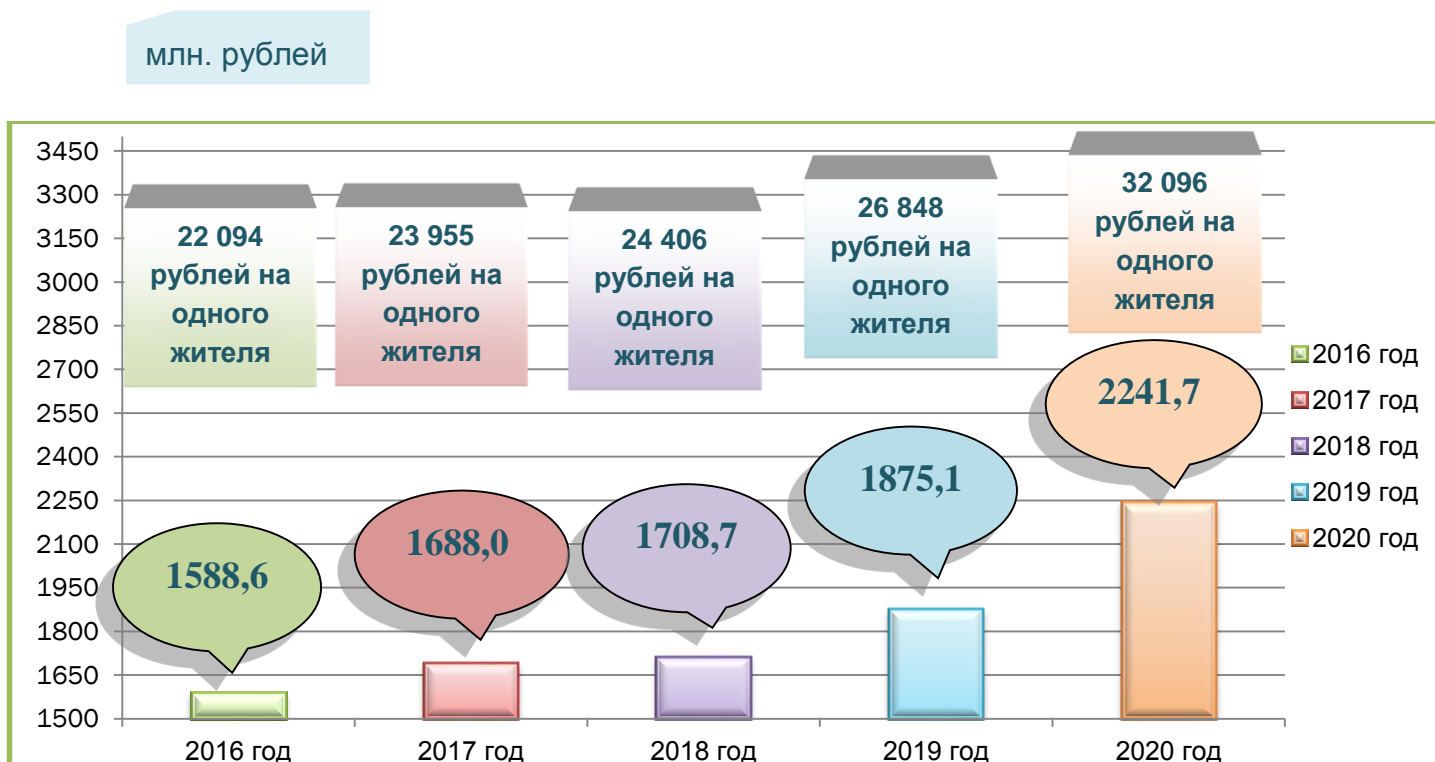 млн. рублей
3450
3300
3150
3000
2850
2700
2550
2400
2250
2100
1950
1800
1650
1500
22 094
рублей на
одного
жителя
23 955
рублей на
одного
жителя
24 406
рублей на
одного
жителя
26 848
рублей на
одного
жителя
32 096
рублей на
одного
жителя
1588,6
1688,0
1708,7
1875,1
2241,7
2016 год
2017 год
2018 год
2019 год
2020 год
2016 год
2017 год
2018 год
2019 год
2020 год